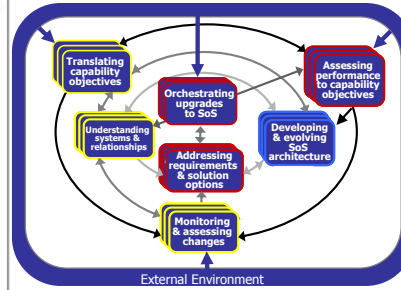 Translating
capability
objectives
Orchestrating
upgrades
to SoS
Assessing
performance
to capability
objectives
Understanding
systems &
relationships
Developing
& evolving
SoS
architecture
Addressing
requirements
& solution
options
Monitoring
& assessing
changes
External Environment